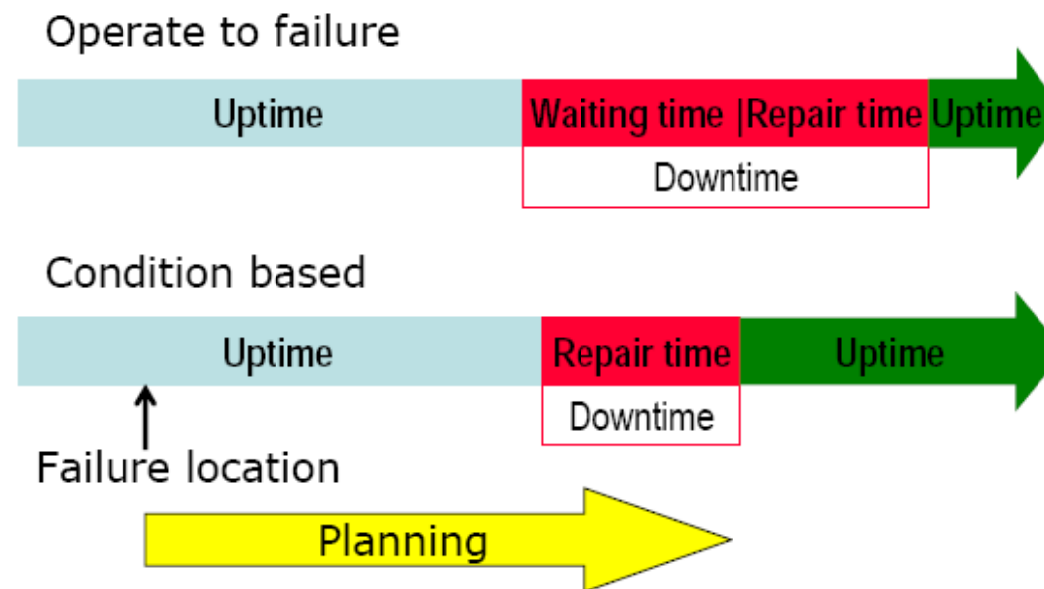 Operate to failure
Uptime Waiting time |Repair time Uptime
Downtime
Condition based
Uptime Repair time Uptime
Downtime
Failure location
Planning